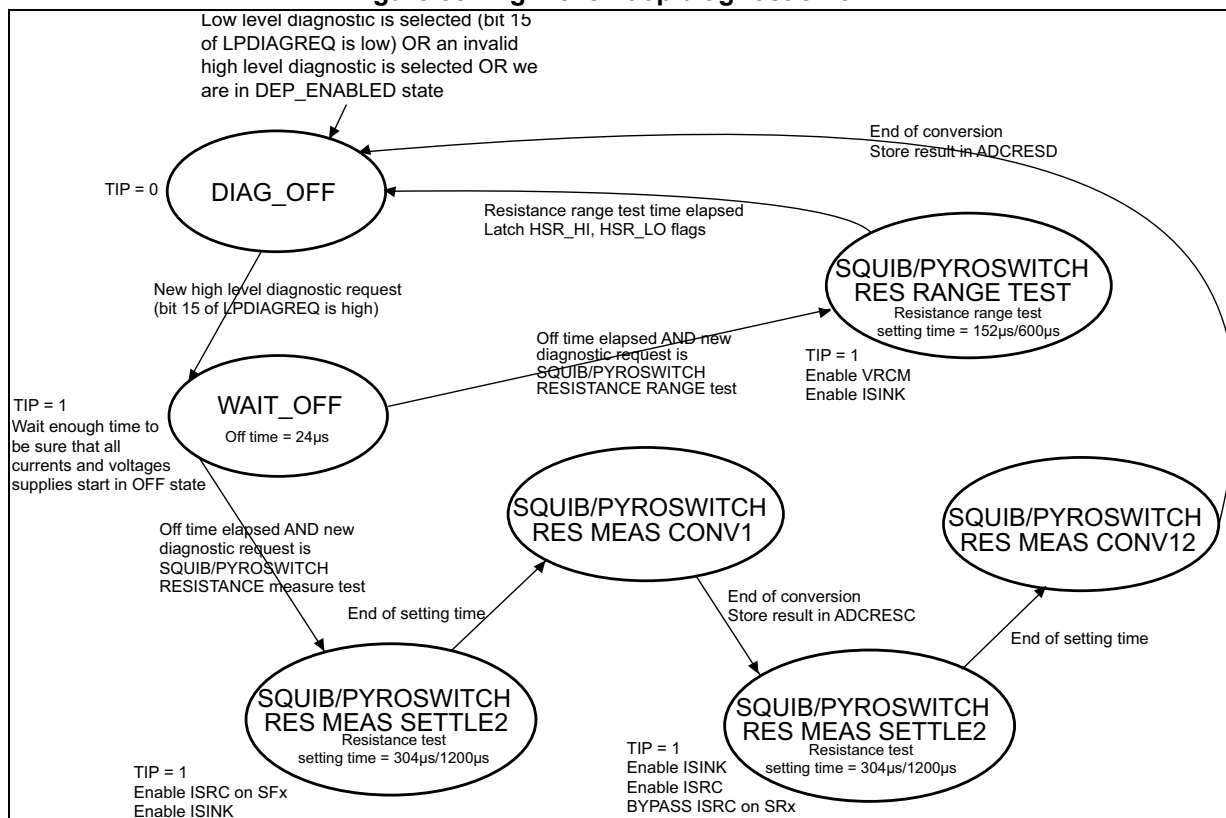 Low level diagnostic is selected (bit 15
of LPDIAGREQ is low) OR an invalid
high level diagnostic is selected OR we
are in DEP_ENABLED state
End of conversion
Store result in ADCRESD
TIP = 0
DIAG_OFF
Resistance range test time elapsed
Latch HSR_HI, HSR_LO flags
SQUIB/PYROSWITCH
RES RANGE TEST
Resistance range test
setting time = 152µs/600µs
New high level diagnostic request
(bit 15 of LPDIAGREQ is high)
Off time elapsed AND new
diagnostic request is
SQUIB/PYROSWITCH
RESISTANCE RANGE test
TIP = 1
Enable VRCM
Enable ISINK
WAIT_OFF
Off time = 24µs
TIP = 1
Wait enough time to
be sure that all
currents and voltages
supplies start in OFF state
SQUIB/PYROSWITCH
RES MEAS CONV1
SQUIB/PYROSWITCH
RES MEAS CONV12
Off time elapsed AND new
diagnostic request is
SQUIB/PYROSWITCH
RESISTANCE measure test
End of setting time
End of conversion
Store result in ADCRESC
End of setting time
SQUIB/PYROSWITCH
RES MEAS SETTLE2
Resistance test
setting time = 304µs/1200µs
TIP = 1
Enable ISRC on SFx
Enable ISINK
SQUIB/PYROSWITCH
RES MEAS SETTLE2
Resistance test
setting time = 304µs/1200µs
TIP = 1
Enable ISINK
Enable ISRC
BYPASS ISRC on SRx